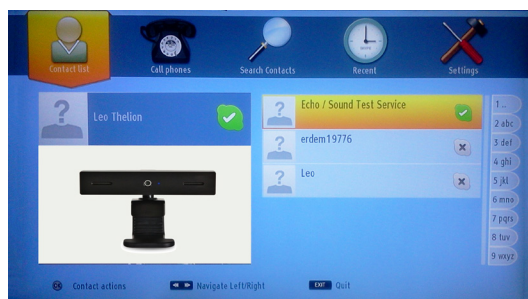 Contact list
Call phones
Search Contacts
Recent
Settings
Leo Thelion
Echo / Sound Test Service
erdem19776
Leo
1 ...
2 abc
3 def
4 ghi
5 jkl
6 mno
7 pqrs
8 tuv
9 wxyz
OK Contact actions
Navigate Left/Right
EXIT Quit